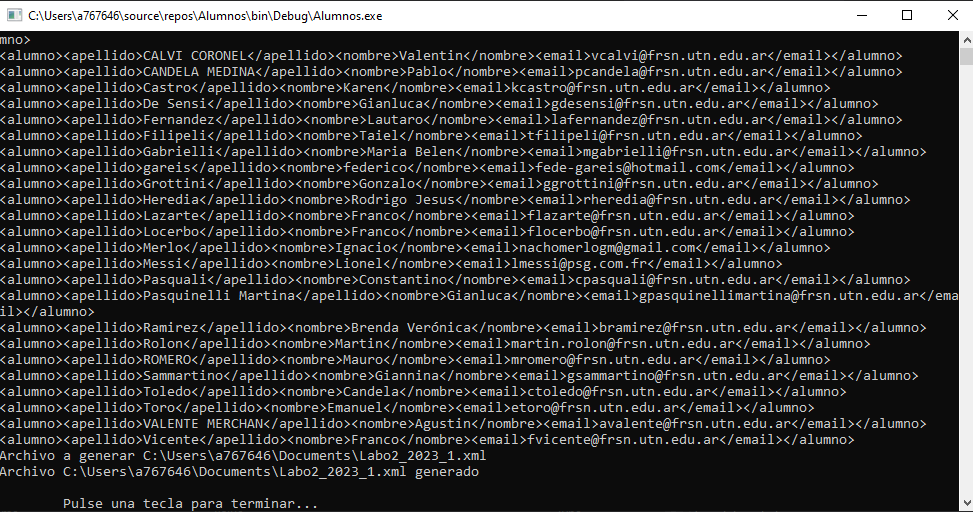 C:\Users\a767646\source\repos\Alumnos\bin\Debug\Alumnos.exe
mno>
<alumno><apellido>CALVI CORONEL</apellido><nombre>Valentin</nombre><email>vcalvi@frsn.utn.edu.ar</email></alumno>
<alumno><apellido>CANDELA MEDINA</apellido><nombre>Pablo</nombre><email>pcandela@frsn.utn.edu.ar</email></alumno>
<alumno><apellido>Castro</apellido><nombre>Karen</nombre><email>kcastro@frsn.utn.edu.ar</email></alumno>
<alumno><apellido>De Sensi</apellido><nombre>Gianluca</nombre><email>gdesensi@frsn.utn.edu.ar</email></alumno>
<alumno><apellido>Fernandez</apellido><nombre>Lautaro</nombre><email>lafernandez@frsn.utn.edu.ar</email></alumno>
<alumno><apellido>Filipeli</apellido><nombre>Taiel</nombre><email>tfilipeli@frsn.utn.edu.ar</email></alumno>
<alumno><apellido>Gabrielli</apellido><nombre>Maria Belen</nombre><email>mgabrielli@frsn.utn.edu.ar</email></alumno>
<alumno><apellido>gareis</apellido><nombre>federico</nombre><email>fede-gareis@hotmail.com</email></alumno>
<alumno><apellido>Grottini</apellido><nombre>Gonzalo</nombre><email>ggrottini@frsn.utn.edu.ar</email></alumno>
<alumno><apellido>Heredia</apellido><nombre>Rodrigo Jesus</nombre><email>rheredia@frsn.utn.edu.ar</email></alumno>
<alumno><apellido>Lazarte</apellido><nombre>Franco</nombre><email>flazarte@frsn.utn.edu.ar</email></alumno>
<alumno><apellido>Locerbo</apellido><nombre>Franco</nombre><email>flocerbo@frsn.utn.edu.ar</email></alumno>
<alumno><apellido>Merlo</apellido><nombre>Ignacio</nombre><email>nachomerlogm@gmail.com</email></alumno>
<alumno><apellido>Messi</apellido><nombre>Lionel</nombre><email>lmessi@psg.com.fr</email></alumno>
<alumno><apellido>Pasquali</apellido><nombre>Constantino</nombre><email>cpasquali@frsn.utn.edu.ar</email></alumno>
<alumno><apellido>Pasquinelli Martina</apellido><nombre>Gianluca</nombre><email>gpasquinellimartina@frsn.utn.edu.ar</ema
il></alumno>
<alumno><apellido>Ramirez</apellido><nombre>Brenda Verónica</nombre><email>bramirez@frsn.utn.edu.ar</email></alumno>
<alumno><apellido>Rolon</apellido><nombre>Martin</nombre><email>martin.rolon@frsn.utn.edu.ar</email></alumno>
<alumno><apellido>ROMERO</apellido><nombre>Mauro</nombre><email>mromero@frsn.utn.edu.ar</email></alumno>
<alumno><apellido>Sammartino</apellido><nombre>Giannina</nombre><email>gsammartino@frsn.utn.edu.ar</email></alumno>
<alumno><apellido>Toledo</apellido><nombre>Candela</nombre><email>ctoledo@frsn.utn.edu.ar</email></alumno>
<alumno><apellido>Toro</apellido><nombre>Emanuel</nombre><email>etoro@frsn.utn.edu.ar</email></alumno>
<alumno><apellido>VALENTE MERCHAN</apellido><nombre>Agustin</nombre><email>avalente@frsn.utn.edu.ar</email></alumno>
<alumno><apellido>Vicente</apellido><nombre>Franco</nombre><email>fvicente@frsn.utn.edu.ar</email></alumno>
Archivo a generar C:\Users\a767646\Documents\Labo2_2023_1.xml
Archivo C:\Users\a767646\Documents\Labo2_2023_1.xml generado
Pulse una tecla para terminar...